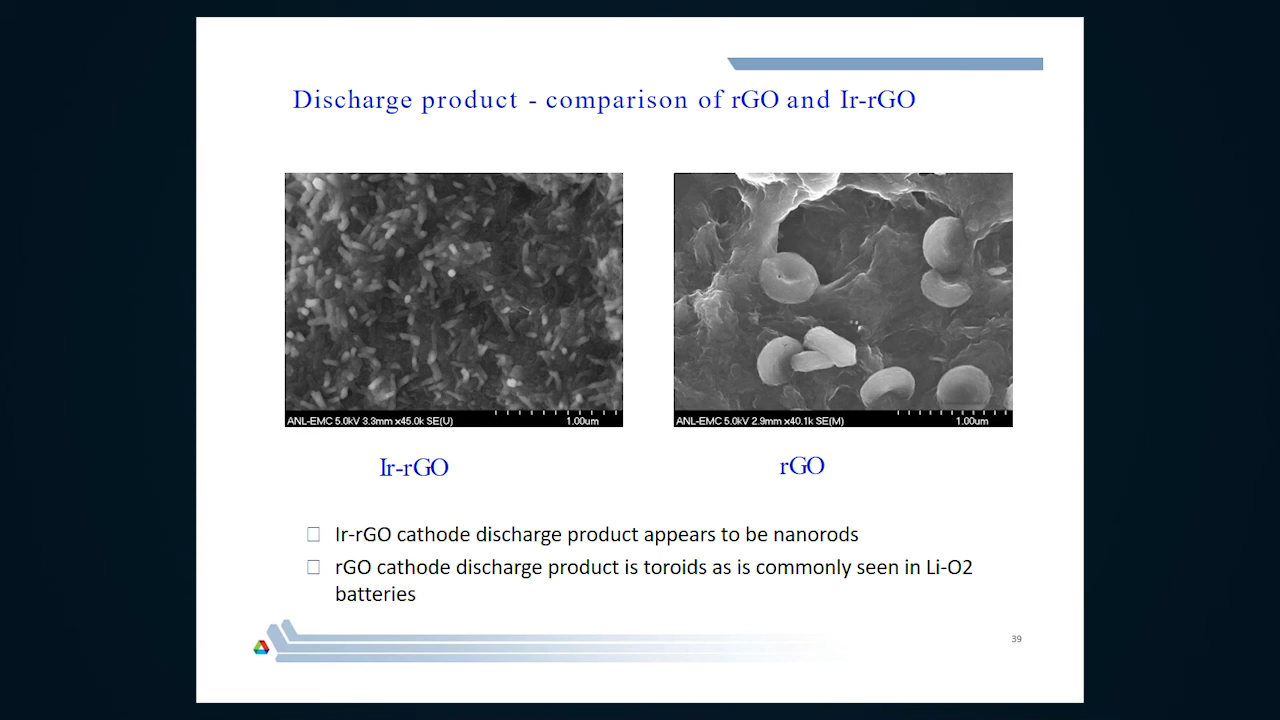 Discharge product - comparison of rGO and Ir-rGO
ANL-EMC 5.0kV 3.3mm x45.0k SE(U) 1.00um
ANL-EMC 5.0kV 2.9mm x40.1k SE(M) 1.00um
Ir-rGO
rGO
Ir-rGO cathode discharge product appears to be nanorods
rGO cathode discharge product is toroids as is commonly seen in Li-O2
batteries
39